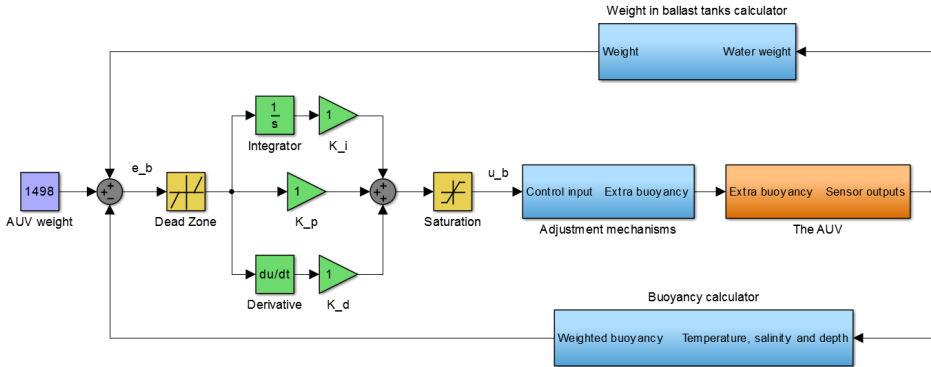 Weight in ballast tanks calculator
Weight
Water weight
1
s
1
Integrator
K_i
e_b
u_b
+
+
−
1498
AUV weight
Dead Zone
1
K_p
+
+
+
Saturation
Control input
Extra buoyancy
Adjustment mechanisms
Extra buoyancy
Sensor outputs
The AUV
du/dt
1
Derivative
K_d
Buoyancy calculator
Weighted buoyancy
Temperature, salinity and depth